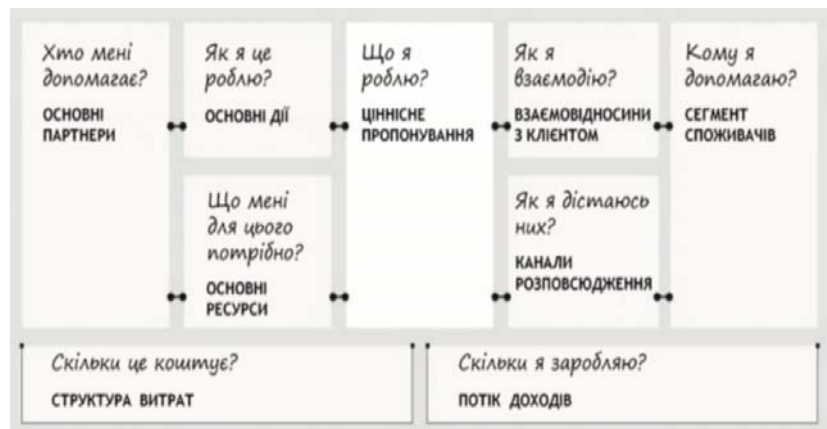 Хто мені
допомагає?
ОСНОВНІ
ПАРТНЕРИ
Як я це
роблю?
ОСНОВНІ ДІЇ
Що мені
для цього
потрібно?
ОСНОВНІ
РЕСУРСИ
Що я
роблю?
ЦІННІСНЕ
ПРОПОНУВАННЯ
Як я
взаємодію?
ВЗАЄМОВІДНОСИНИ
З КЛІЄНТОМ
Як я дістаюсь
них?
КАНАЛИ
РОЗПОВСЮДЖЕННЯ
Кому я
допомагаю?
СЕГМЕНТ
СПОЖИВАЧІВ
Скільки це коштує?
СТРУКТУРА ВИТРАТ
Скільки я заробляю?
ПОТІК ДОХОДІВ